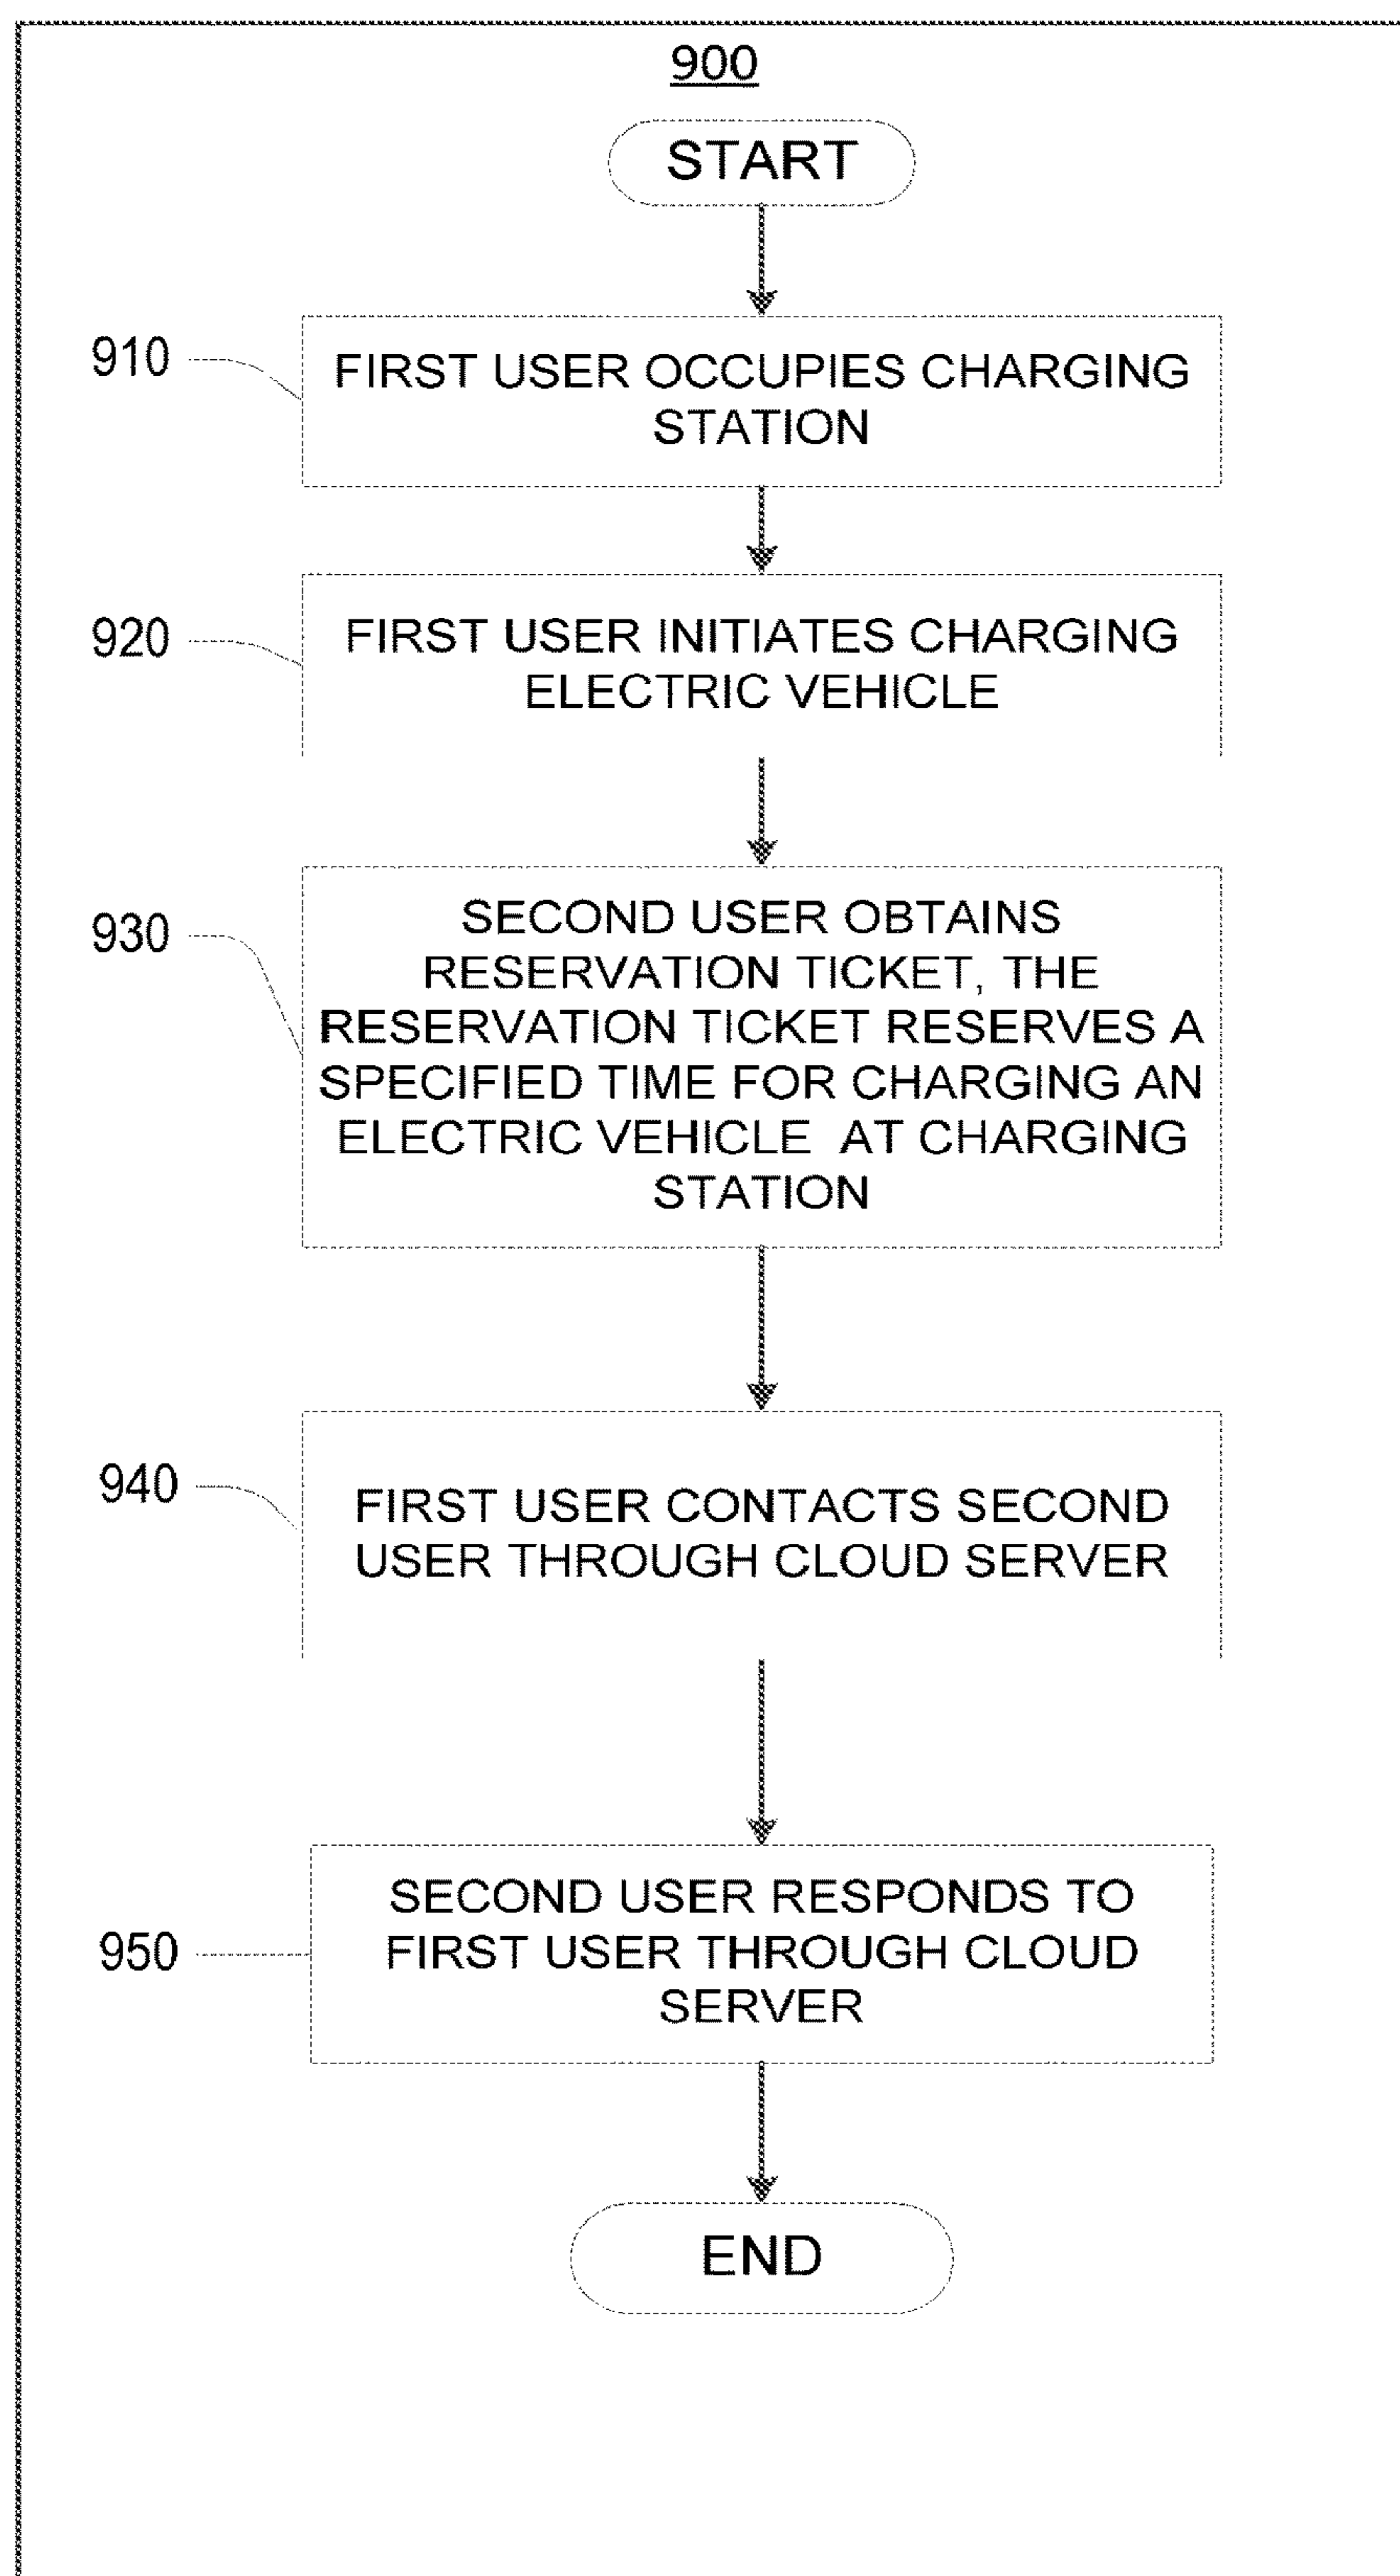 900
START
910
FIRST USER OCCUPIES CHARGING
STATION
920
FIRST USER INITIATES CHARGING
ELECTRIC VEHICLE
930
SECOND USER OBTAINS
RESERVATION TICKET, THE
RESERVATION TICKET RESERVES A
SPECIFIED TIME FOR CHARGING AN
ELECTRIC VEHICLE AT CHARGING
STATION
940
FIRST USER CONTACTS SECOND
USER THROUGH CLOUD SERVER
950
SECOND USER RESPONDS TO
FIRST USER THROUGH CLOUD
SERVER
END